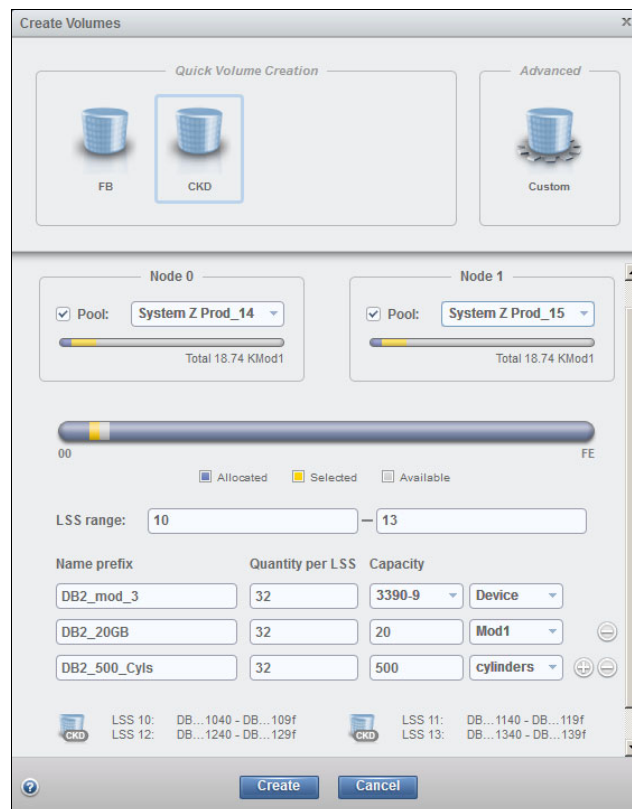 Create Volumes x
Quick Volume Creation Advanced
FB CKD Custom
Node 0 Node 1
Pool: System Z Prod_14 Pool: System Z Prod_15
Total 18.74 KMod1 Total 18.74 KMod1
00 FE
Allocated Selected Available
LSS range: 10 — 13
Name prefix Quantity per LSS Capacity
DB2_mod_3 32 3390-9 Device
DB2_20GB 32 20 Mod1
DB2_500_Cyls 32 500 cylinders
CKD LSS 10: DB...1040 - DB...109f CKD LSS 11: DB...1140 - DB...119f
LSS 12: DB...1240 - DB...129f LSS 13: DB...1340 - DB...139f
? Create Cancel